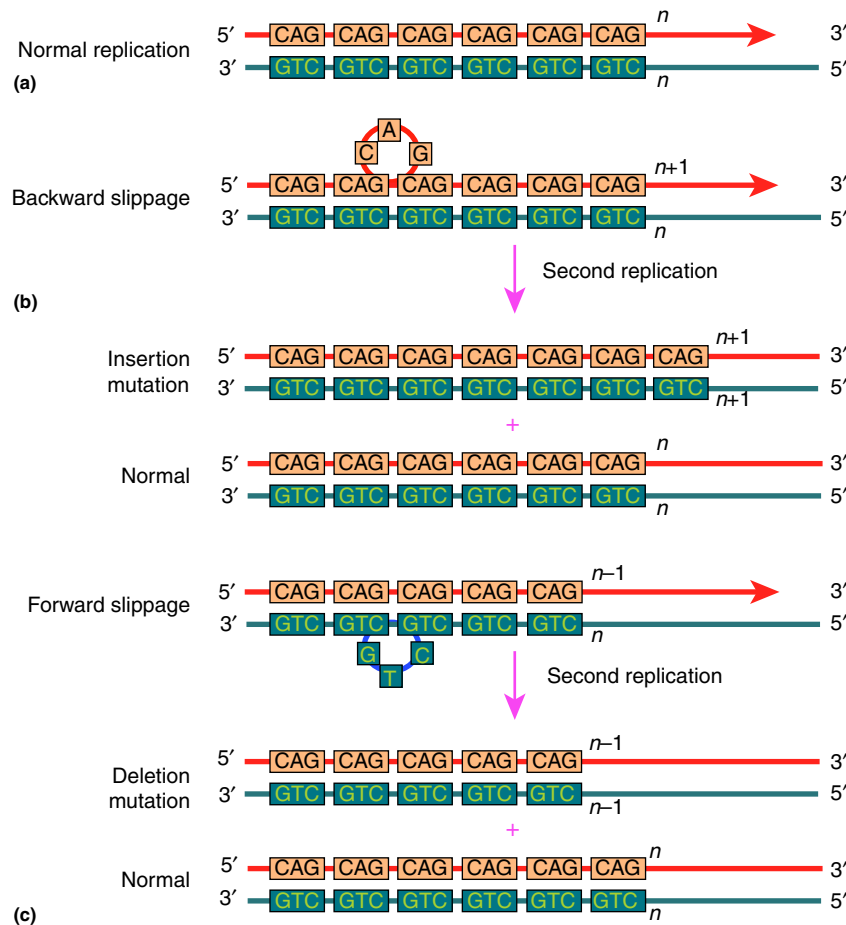 n
5′ CAG CAG CAG CAG CAG CAG 3′
Normal replication
3′ GTC GTC GTC GTC GTC GTC 5′
n
(a)
A
C G
n+1
5′ CAG CAG CAG CAG CAG CAG 3′
Backward slippage
3′ GTC GTC GTC GTC GTC GTC 5′
n
Second replication
(b)
n+1
Insertion
mutation
5′ CAG CAG CAG CAG CAG CAG CAG 3′
3′ GTC GTC GTC GTC GTC GTC GTC 5′
n+1
+
n
Normal
5′ CAG CAG CAG CAG CAG CAG 3′
3′ GTC GTC GTC GTC GTC GTC 5′
n
n–1
5′ CAG CAG CAG CAG CAG 3′
Forward slippage
3′ GTC GTC GTC GTC GTC 5′
n
G C
T
Second replication
n–1
5′ CAG CAG CAG CAG CAG 3′
Deletion
mutation
3′ GTC GTC GTC GTC GTC 5′
n–1
+
n
5′ CAG CAG CAG CAG CAG CAG 3′
Normal
3′ GTC GTC GTC GTC GTC GTC 5′
n
(c)